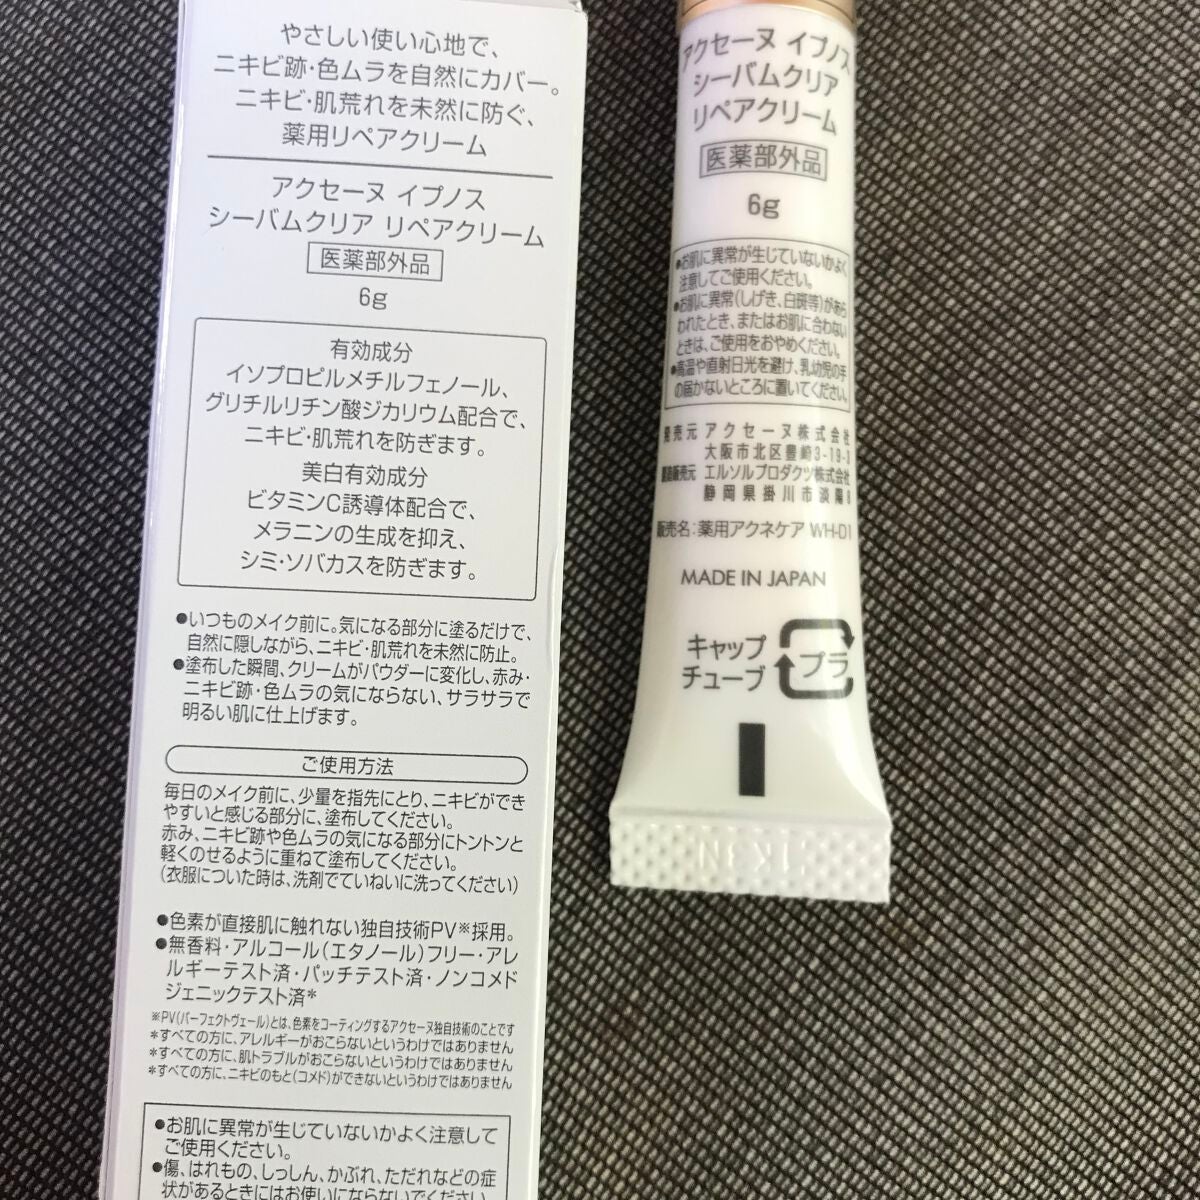 やさしい使い心地で、
ニキビ跡・色ムラを自然にカバー。
ニキビ・肌荒れを未然に防ぐ、
薬用リペアクリーム
アクセーヌ イプノス
シーバムクリア リペアクリーム
医薬部外品
6g
有効成分
イソプロピルメチルフェノール、
グリチルリチン酸ジカリウム配合で、
ニキビ・肌荒れを防ぎます。
美白有効成分
ビタミンC誘導体配合で、
メラニンの生成を抑え、
シミ・ソバカスを防ぎます。
●いつものメイク前に。気になる部分に塗るだけで、
自然に隠しながら、ニキビ・肌荒れを未然に防止。
●塗布した瞬間、クリームがパウダーに変化し、赤み・
ニキビ跡・色ムラの気にならない、サラサラで
明るい肌に仕上げます。
ご使用方法
毎日のメイク前に、少量を指先にとり、ニキビができ
やすいと感じる部分に、塗布してください。
赤み、ニキビ跡や色ムラの気になる部分にトントンと
軽くのせるように重ねて塗布してください。
(衣服についた時は、洗剤でていねいに洗ってください)
●色素が直接肌に触れない独自技術PV※採用。
●無香料・アルコール(エタノール)フリー・アレ
ルギーテスト済・パッチテスト済・ノンコメド
ジェニックテスト済*
※PV(パーフェクトヴェール)とは、色素をコーティングするアクセーヌ独自技術のことです
*すべての方に、アレルギーがおこらないというわけではありません
*すべての方に、肌トラブルがおこらないというわけではありません
*すべての方に、ニキビのもと(コメド)ができないというわけではありません
●お肌に異常が生じていないかよく注意して
ご使用ください。
●傷、はれもの、しっしん、かぶれ、ただれなどの症
状があるときにはお使いにならないでください。
アクセーヌ イプノス
シーバムクリア
リペアクリーム
医薬部外品
6g
●お肌に異常が生じていないかよく
注意してご使用ください。
●お肌に異常(しげき、白斑等)があら
われたとき、またはお肌に合わない
ときは、ご使用をおやめください。
●高温や直射日光を避け、乳幼児の手
の届かないところに置いてください。
発売元 アクセーヌ株式会社
大阪市北区豊崎3-19-3
製造販売元 エルソルプロダクツ株式会社
静岡県掛川市淡陽8
販売名:薬用アクネケア WH-D1
MADE IN JAPAN
キャップ
チューブ
プラ
1K3N